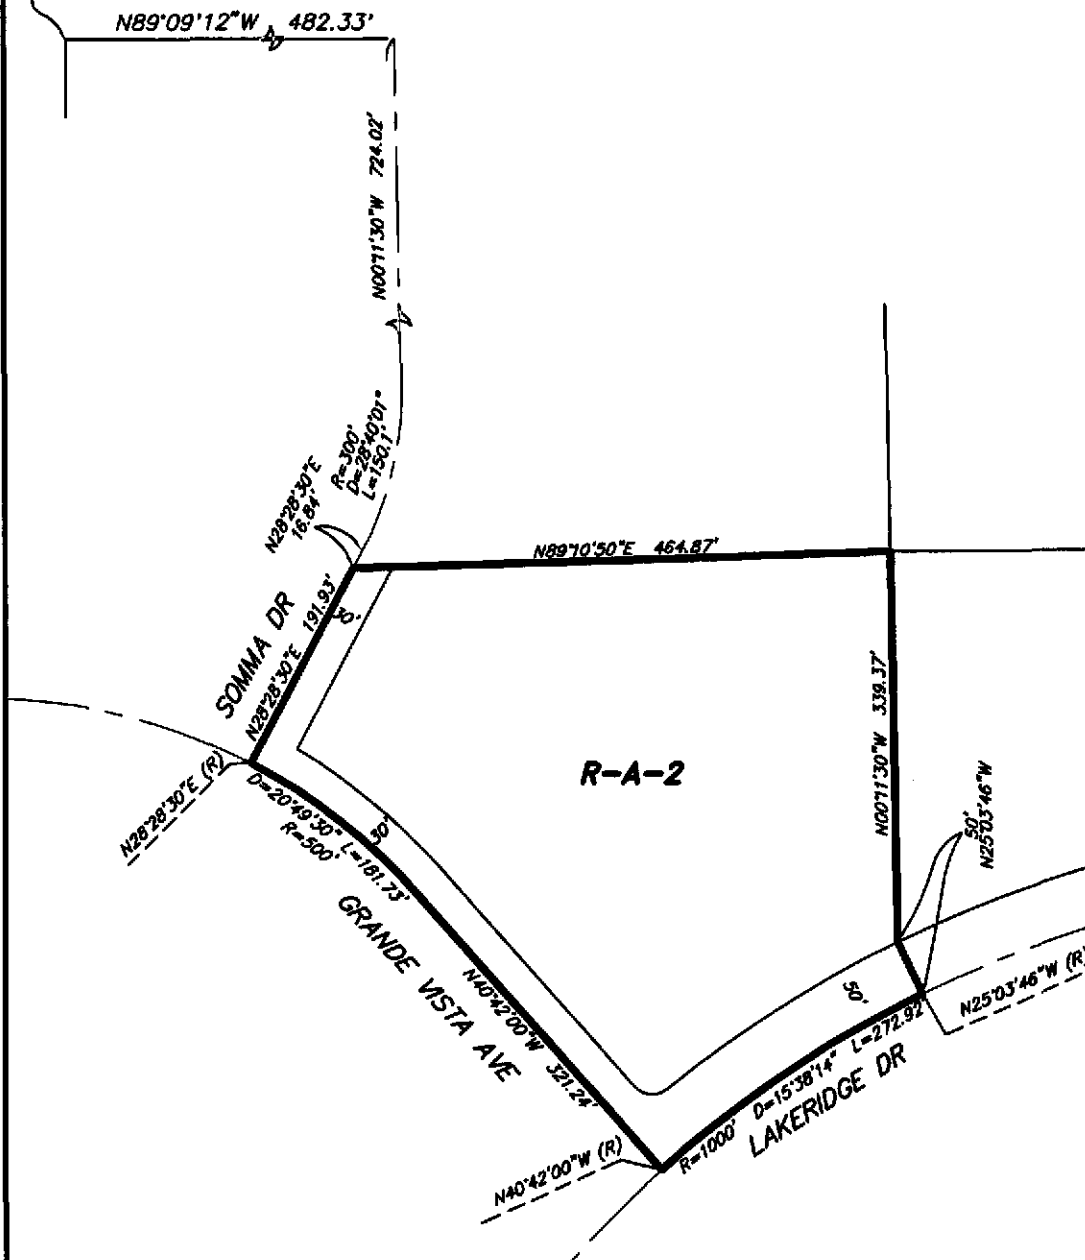 N89°09'12"W 482.33'
N00°11'30"W 724.02'
R=300'
D=28°40'01"
L=150.1'
N28°28'30"E
16.84'
N89°10'50"E 464.87'
SOMMA DR
N28°28'30"E 191.93'
30'
N00°11'30"W 339.37'
R-A-2
50'
N25°03'46"W
N28°28'30"E (R)
D=20°49'30" L=181.73'
R=500'
30'
GRANDE VISTA AVE
N40°42'00"W 321.24'
50'
N25°03'46"W (R)
R=1000' D=15°38'14" L=272.92'
LAKERIDGE DR
N40°42'00"W (R)